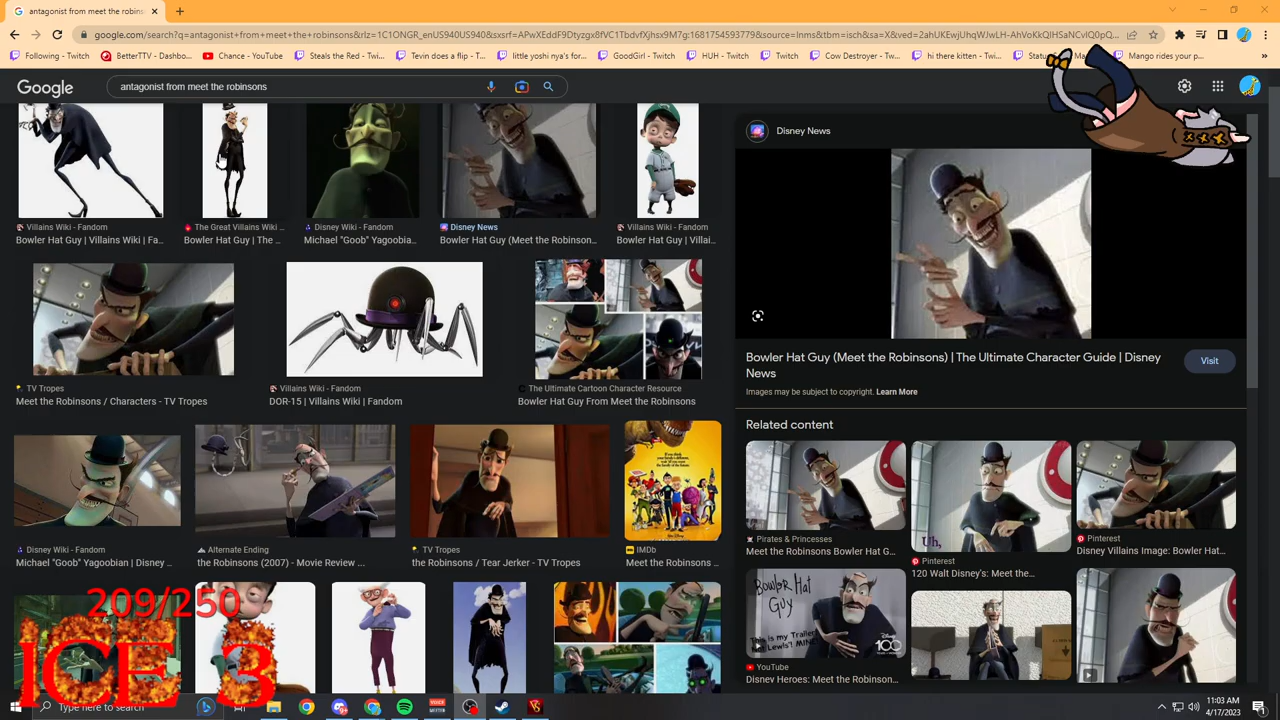 antagonist from meet the robinsons
google.com/search?q=antagonist+from+meet+the+robinsons&rlz=1C1ONGR_enUS940US940&sxsrf=APwXEddF9Dtyzgx8fVC1TbdvfXjhsx9M7g:1681754593779&source=lnms&tbm=isch&sa=X&ved=2ahUKEwjUhqWJwLH-AhVoKkQIHSaNCvIQ0pQ...
Following - Twitch
BetterTTV - Dashbo...
Chance - YouTube
Steals the Red - T...
Tevin does a flip - T...
little yoshi nya's for...
GoodGirl - Twitch
HUH - Twitch
Twitch
Cow Destroyer - Tw...
hi there kitten - Twi...
Mango rides your p...
Google
antagonist from meet the robinsons
Villains Wiki - Fandom
Bowler Hat Guy | Villains Wiki | Fa...
The Great Villains Wiki ...
Bowler Hat Guy | The ...
Disney Wiki - Fandom
Michael "Goob" Yagoobia...
Disney News
Bowler Hat Guy (Meet the Robinson...
Villains Wiki - Fandom
Bowler Hat Guy | Villai...
TV Tropes
Meet the Robinsons / Characters - TV Tropes
Villains Wiki - Fandom
DOR-15 | Villains Wiki | Fandom
The Ultimate Cartoon Character Resource
Bowler Hat Guy From Meet the Robinsons
Disney Wiki - Fandom
Michael "Goob" Yagoobian | Disney ...
Alternate Ending
the Robinsons (2007) - Movie Review ...
TV Tropes
the Robinsons / Tear Jerker - TV Tropes
IMDb
Meet the Robinsons ...
Disney News
Bowler Hat Guy (Meet the Robinsons) | The Ultimate Character Guide | Disney
News
Visit
Images may be subject to copyright. Learn More
Related content
Pirates & Princesses
Meet the Robinsons Bowler Hat G...
Uh,
Pinterest
120 Walt Disney's: Meet the...
Pinterest
Disney Villains Image: Bowler Hat...
Bowler Hat
Guy
This is my Trailer
Not Lewis'! MINE!
100
YouTube
Disney Heroes: Meet the Robinson...
209/250
ICE 3
Type here to search
11:03 AM
4/17/2023